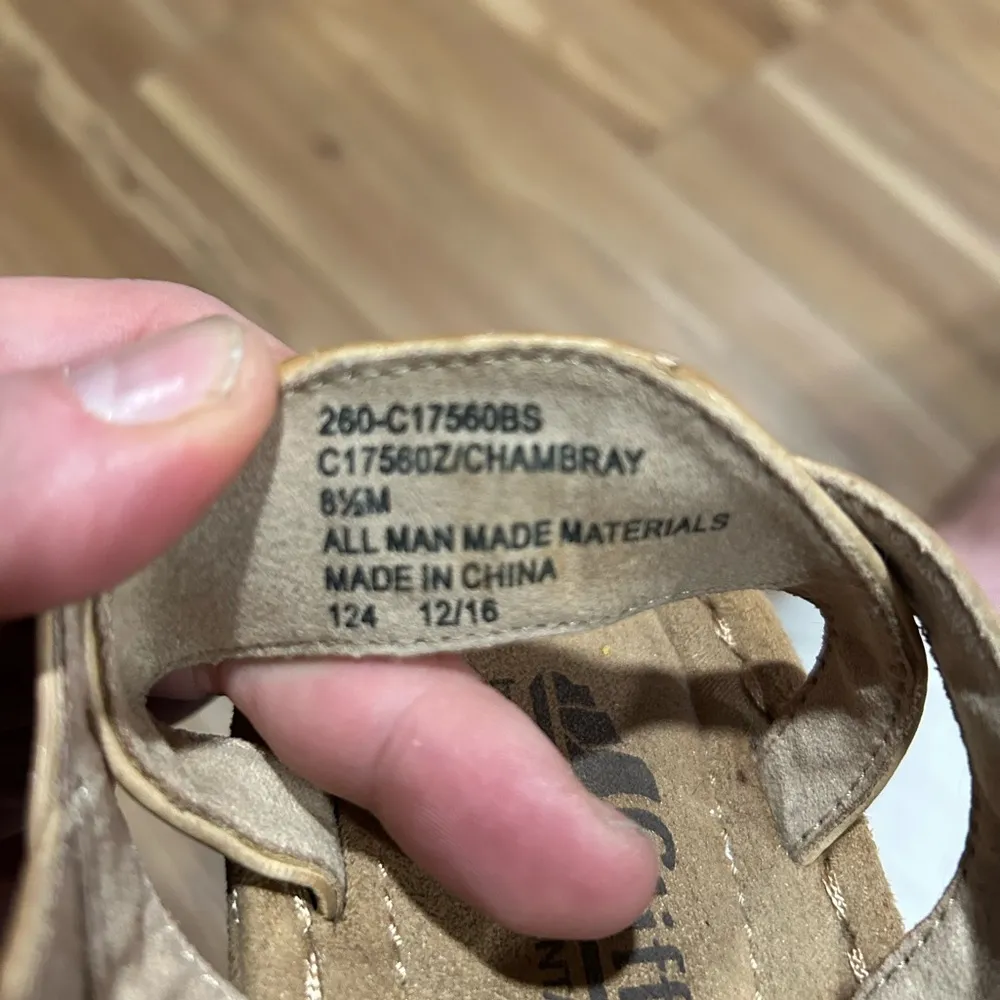 260-C17560BS
C17560Z/CHAMBRAY
8½M
ALL MAN MADE MATERIALS
MADE IN CHINA
124 12/16